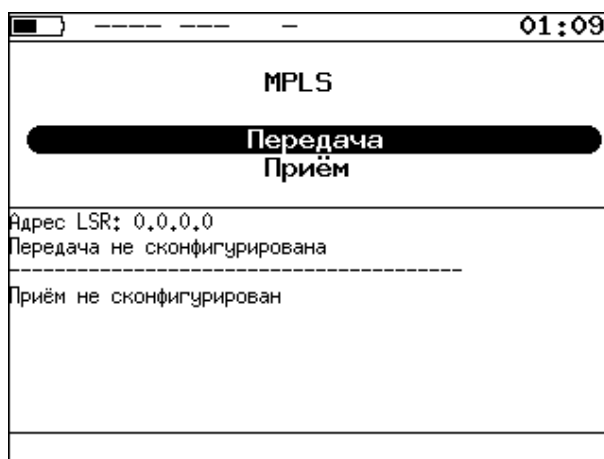 ---- --- - 01:09
MPLS
Передача
Приём
Адрес LSR: 0.0.0.0
Передача не сконфигурирована
---------------------------------------
Приём не сконфигурирован